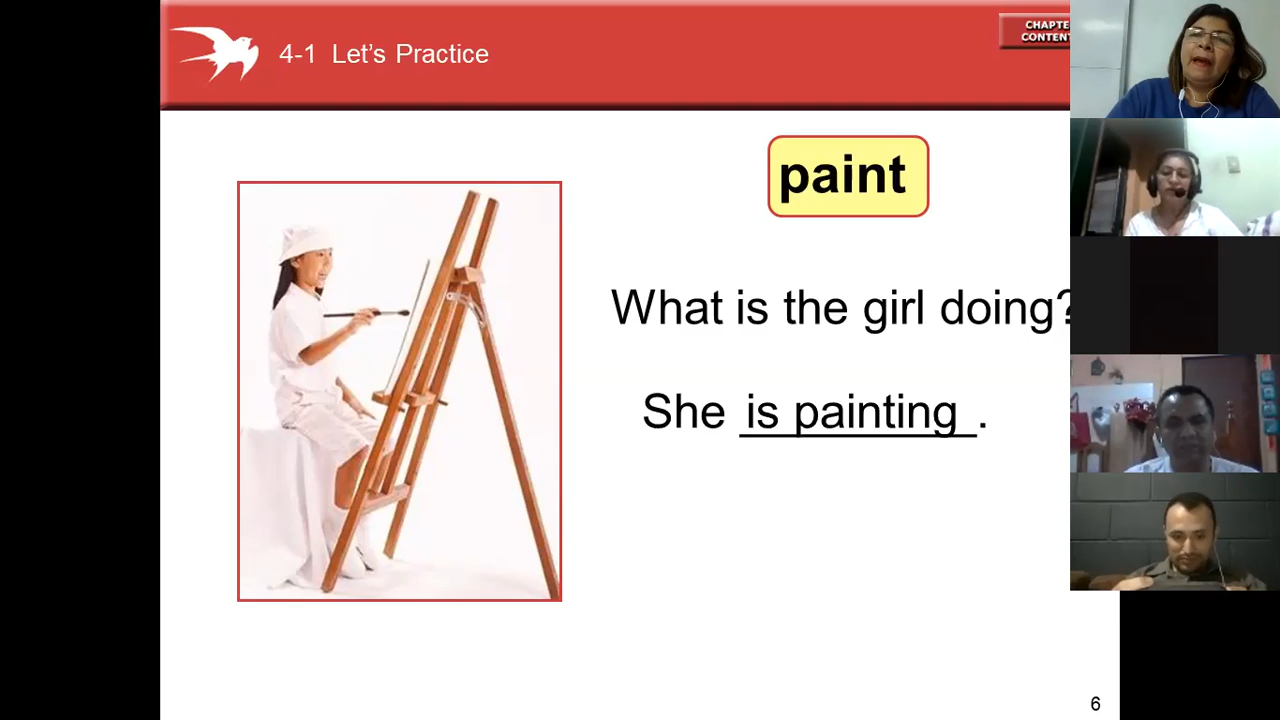 4-1 Let's Practice
CHAPTE
CONTENT
paint
What is the girl doing?
She is painting.
6